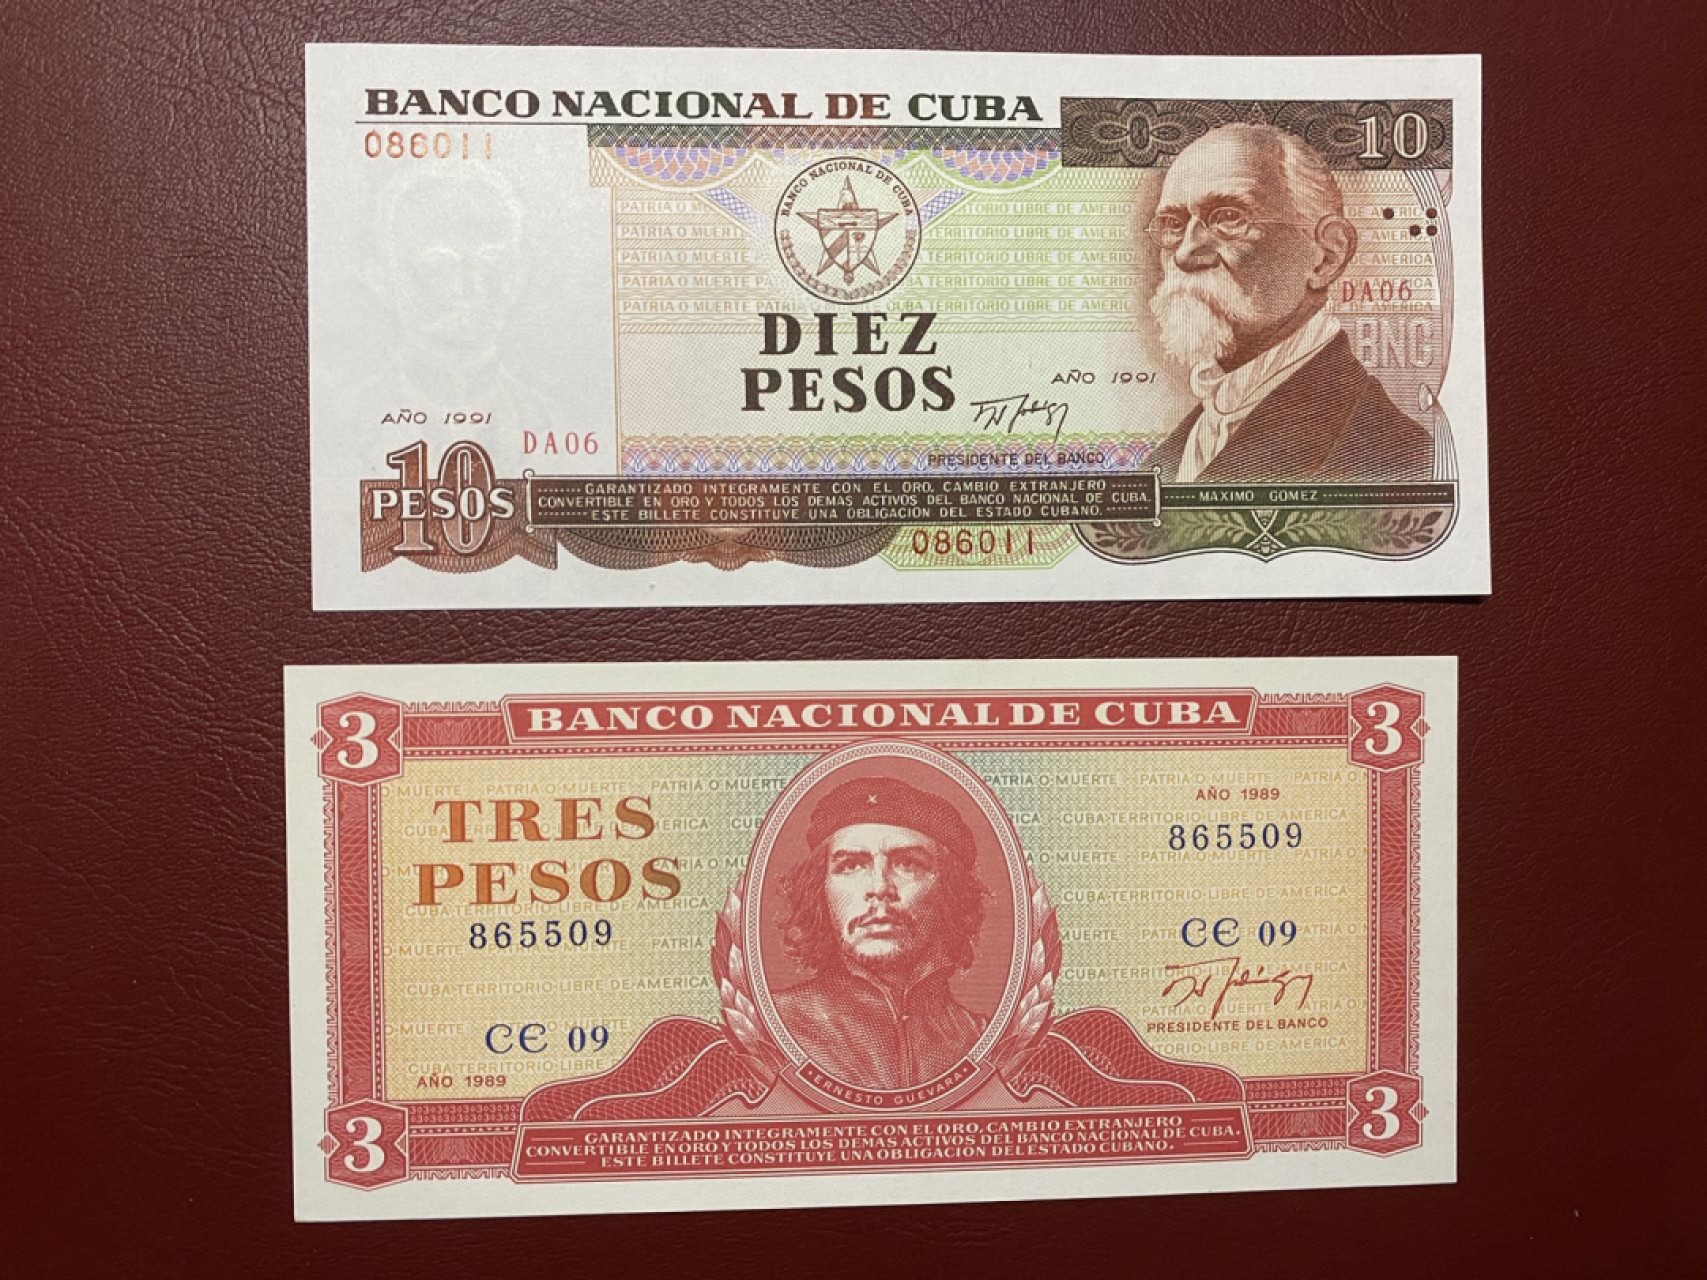 BANCO NACIONAL DE CUBA
10
086011
BANCO NACIONAL DE CUBA
PATRIA O MUERTE
TERRITORIO LIBRE DE AMERICA
DIEZ
PESOS
AÑO 1991
DA06
BNC
AÑO 1991
DA06
PRESIDENTE DEL BANCO
10
PESOS
GARANTIZADO INTEGRAMENTE CON EL ORO, CAMBIO EXTRANJERO
CONVERTIBLE EN ORO Y TODOS LOS DEMAS ACTIVOS DEL BANCO NACIONAL DE CUBA.
ESTE BILLETE CONSTITUYE UNA OBLIGACION DEL ESTADO CUBANO.
MAXIMO GOMEZ
086011
3
BANCO NACIONAL DE CUBA
3
PATRIA O MUERTE
CUBA TERRITORIO LIBRE DE AMERICA
TRES
PESOS
AÑO 1989
865509
865509
CE 09
CE 09
PRESIDENTE DEL BANCO
AÑO 1989
ERNESTO GUEVARA
3
GARANTIZADO INTEGRAMENTE CON EL ORO, CAMBIO EXTRANJERO
CONVERTIBLE EN ORO Y TODOS LOS DEMAS ACTIVOS DEL BANCO NACIONAL DE CUBA.
ESTE BILLETE CONSTITUYE UNA OBLIGACION DEL ESTADO CUBANO.
3